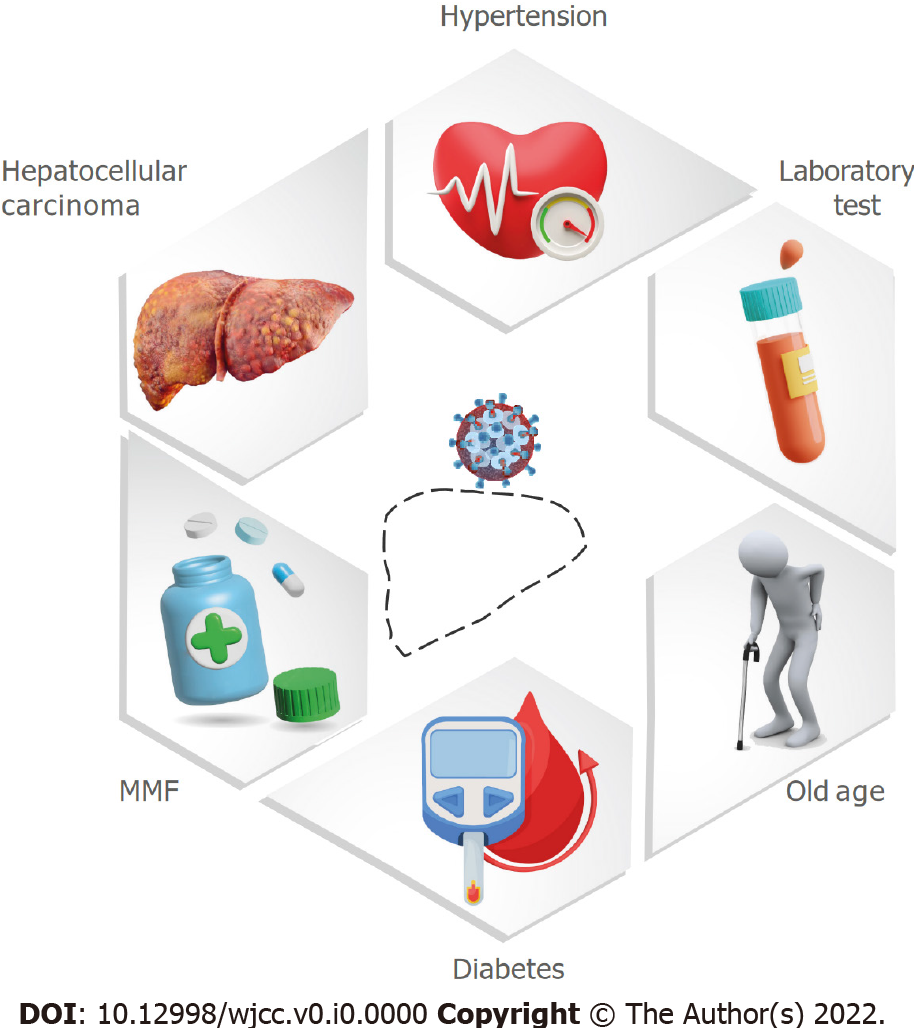 Hypertension
Hepatocellular
carcinoma
Laboratory
test
MMF
Old age
Diabetes
DOI: 10.12998/wjcc.v0.i0.0000 Copyright © The Author(s) 2022.